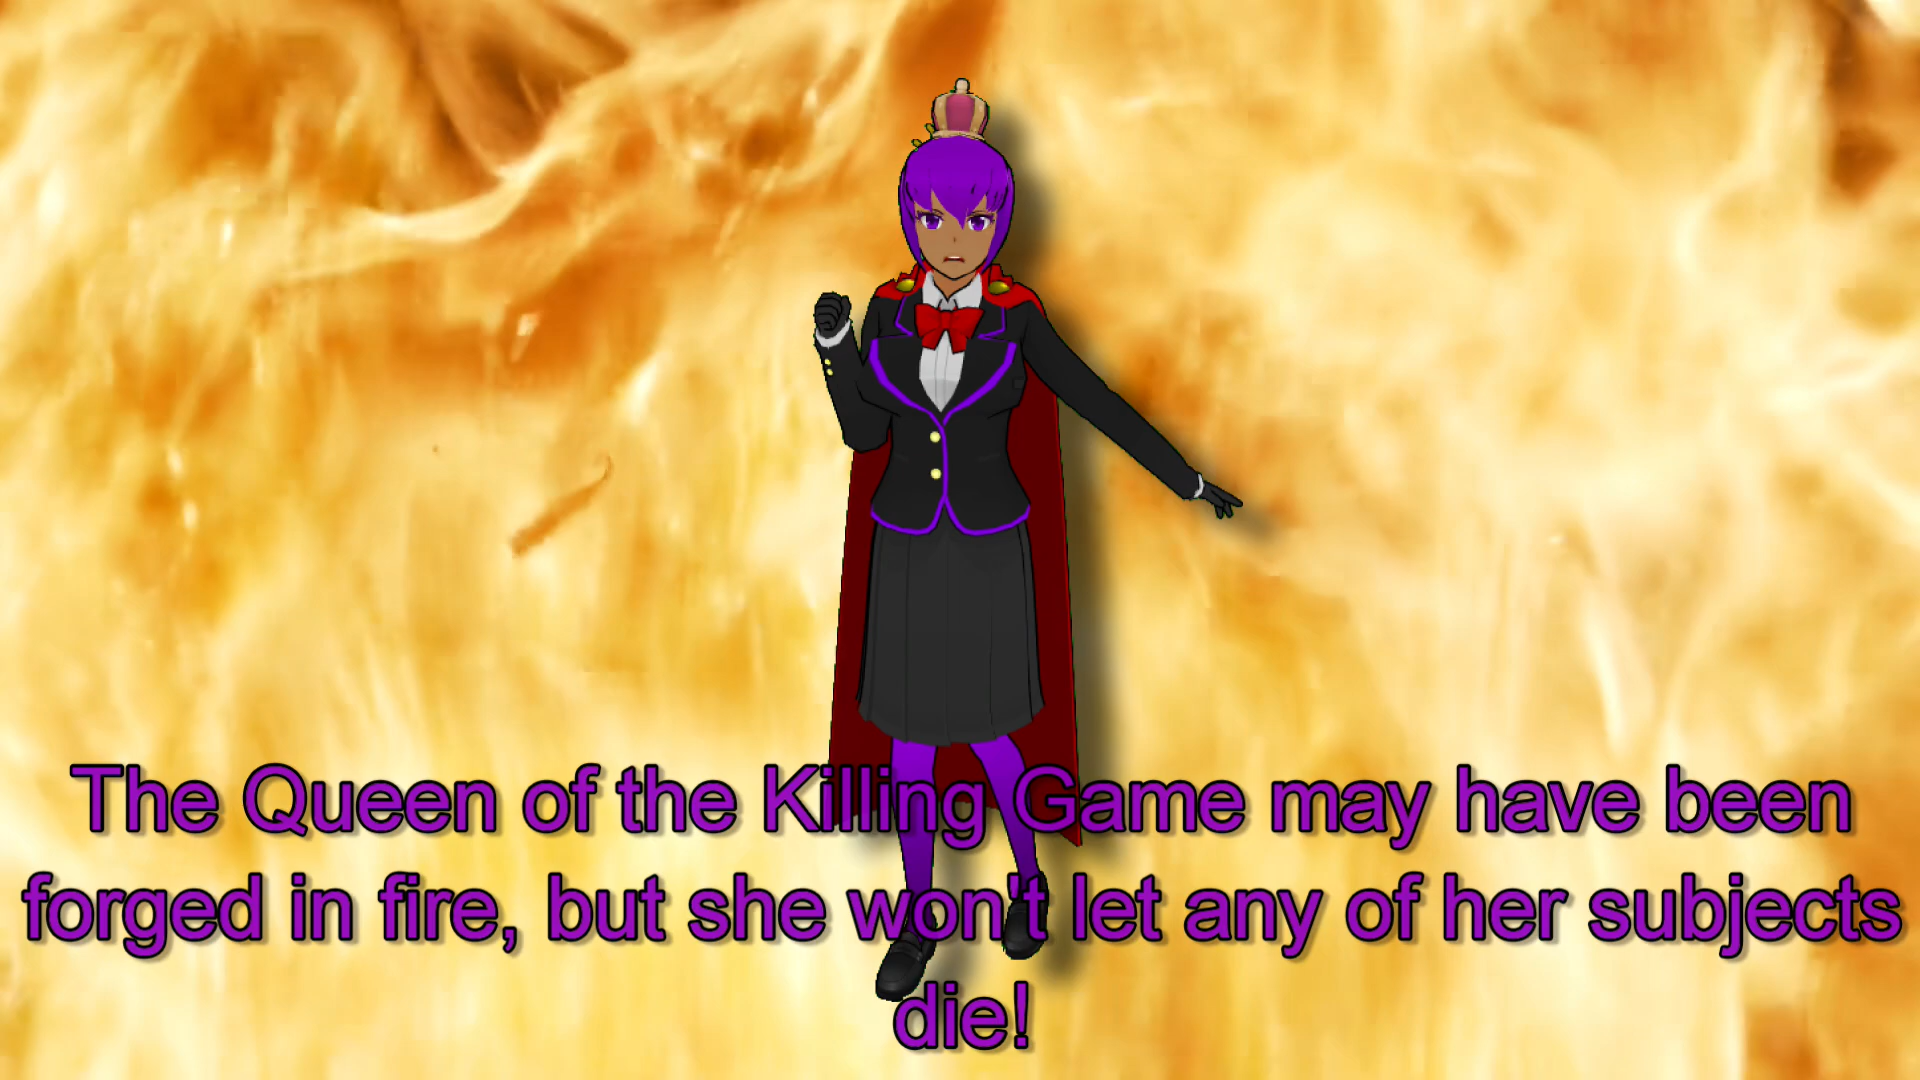 The Queen of the Killing Game may have been
forged in fire, but she won't let any of her subjects
die!